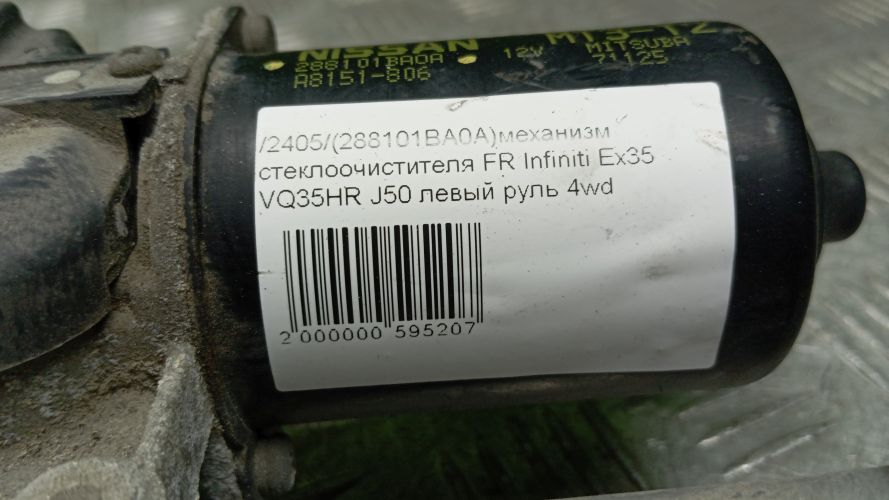 NISSAN
288101BA0A
A8151-806
12V MITSUBA
71125
/2405/(288101BA0A)механизм
стеклоочистителя FR Infiniti Ex35
VQ35HR J50 левый руль 4wd
2 000000 595207